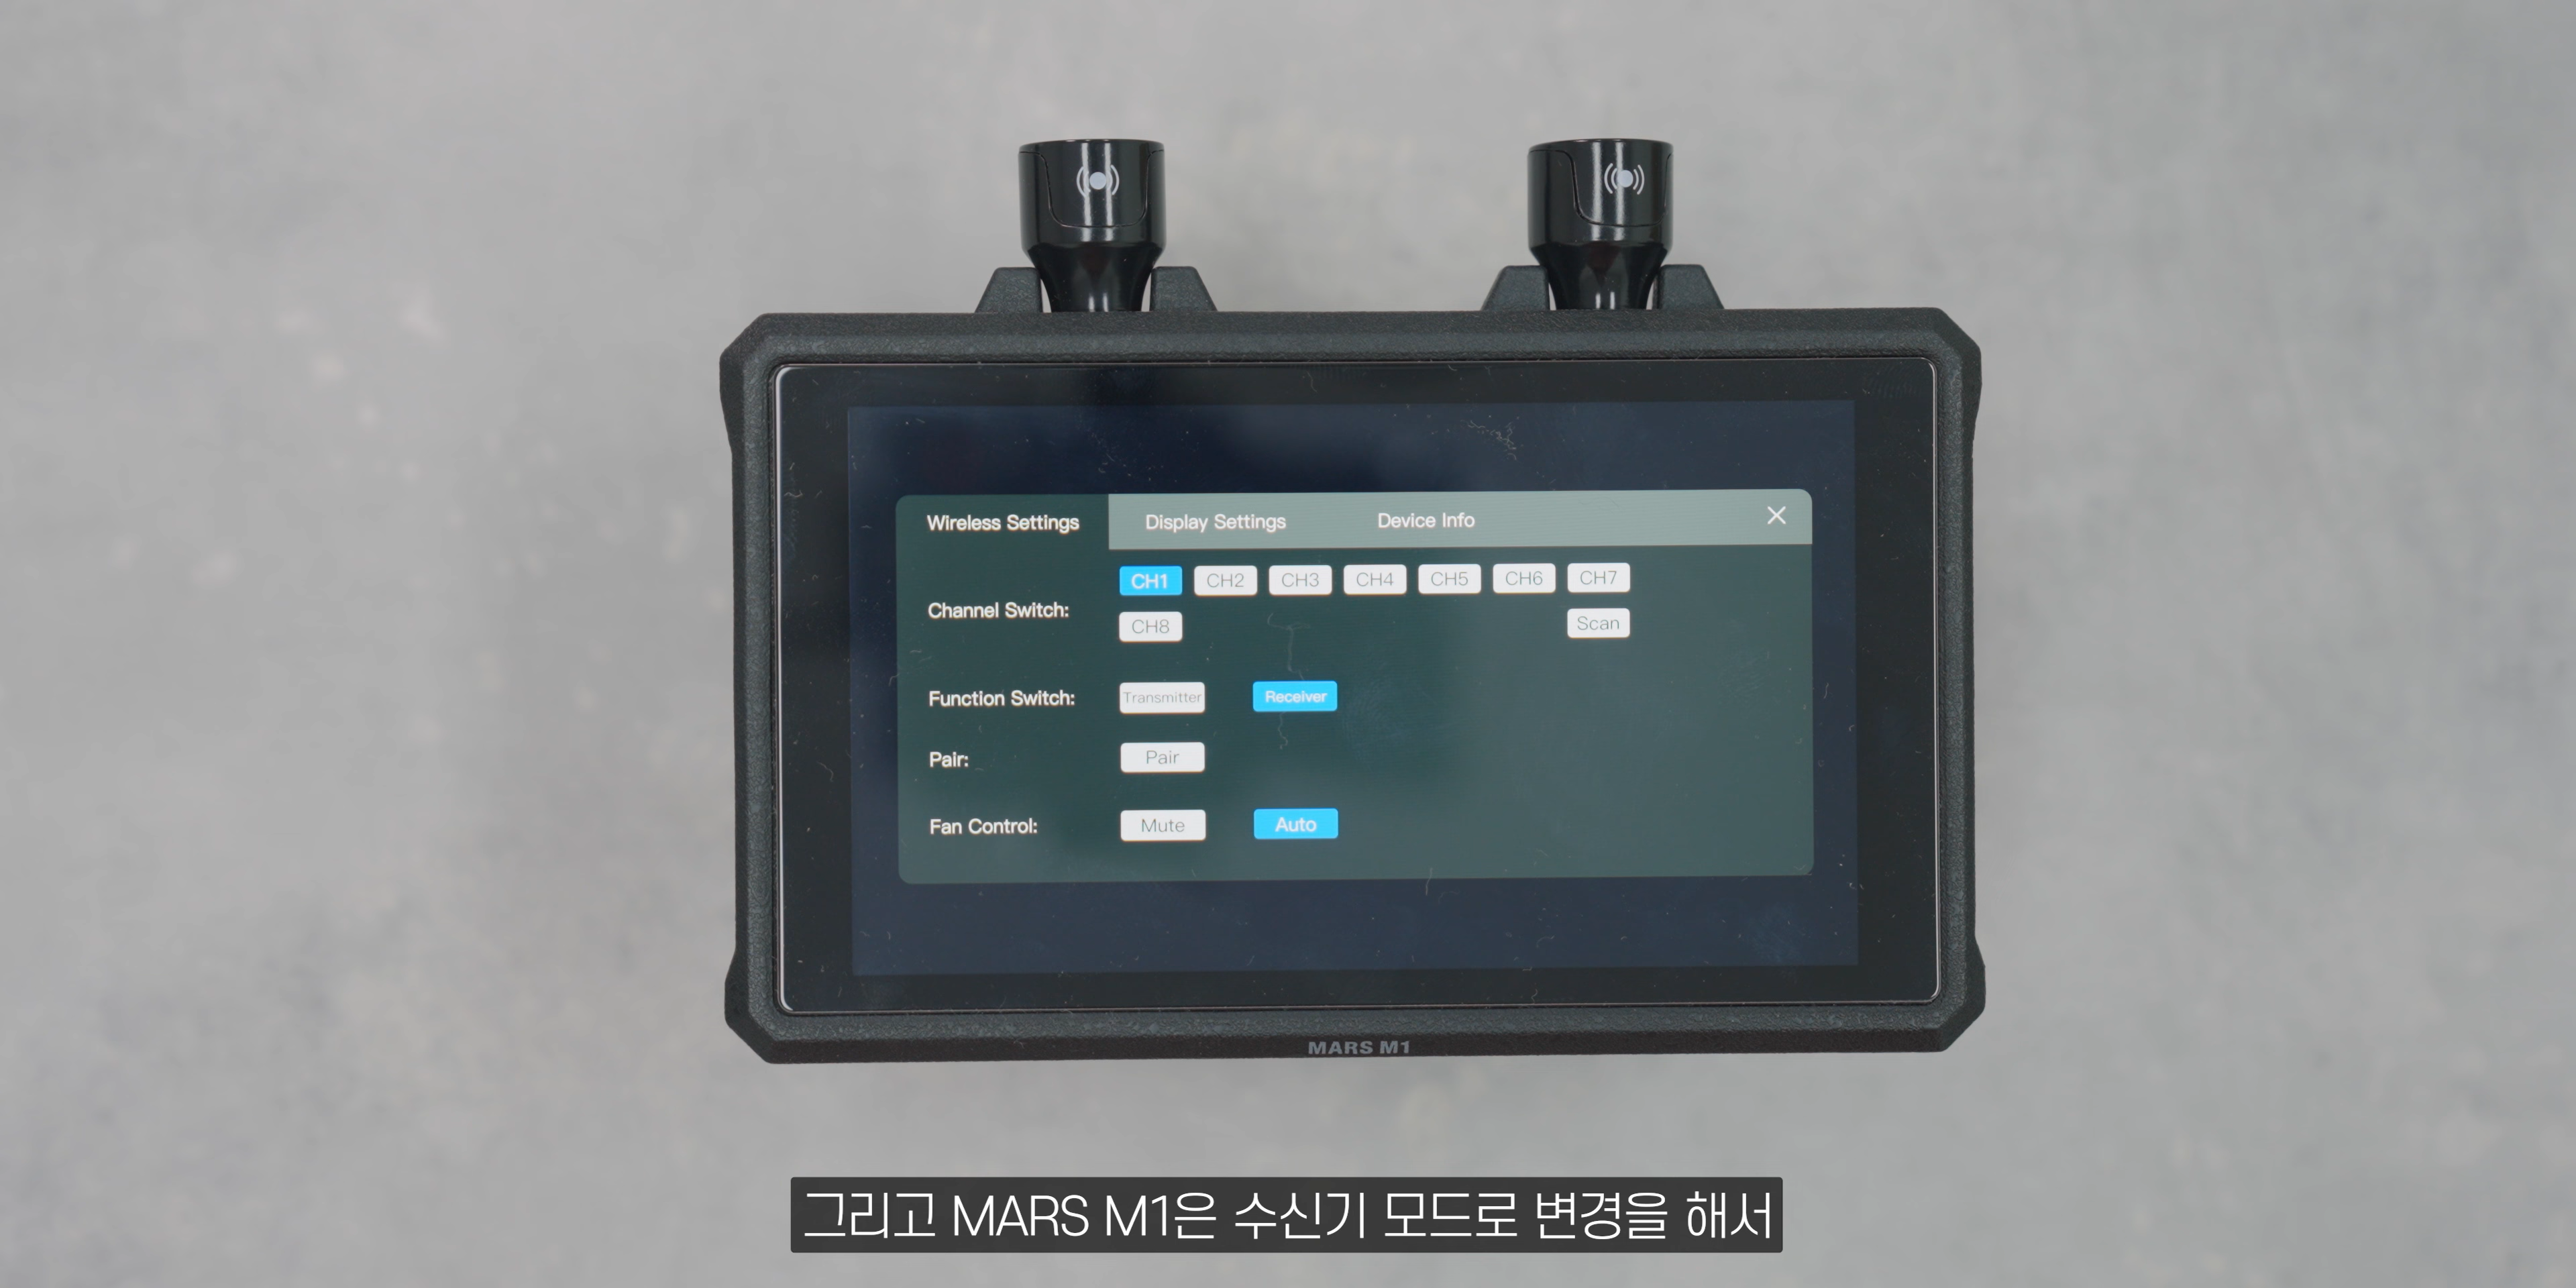 Wireless Settings Display Settings Device Info
CH1 CH2 CH3 CH4 CH5 CH6 CH7
Channel Switch:
CH8 Scan
Function Switch: Transmitter Receiver
Pair: Pair
Fan Control: Mute Auto
MARS M1
그리고 MARS M1은 수신기 모드로 변경을 해서